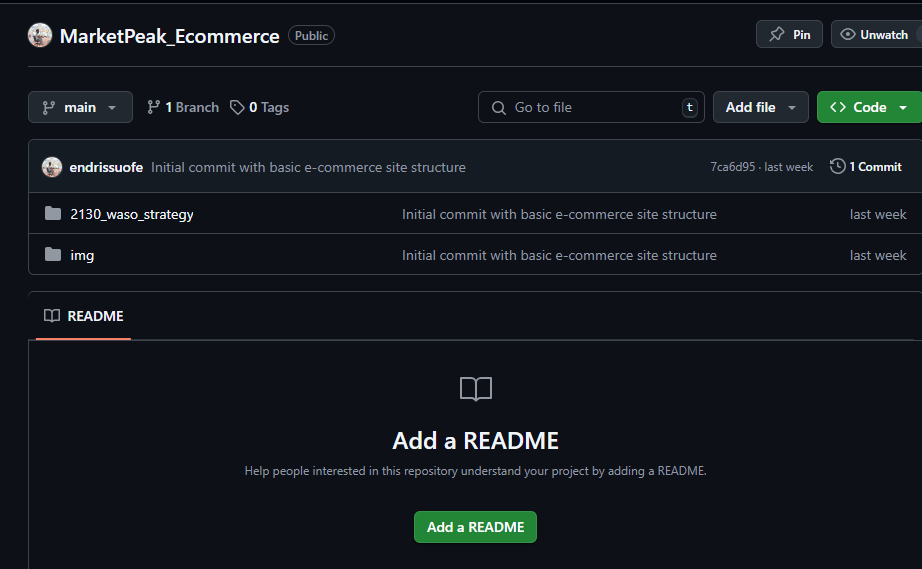 MarketPeak_Ecommerce Public Pin Unwatch
main 1 Branch 0 Tags Go to file t Add file Code
endrissuofe Initial commit with basic e-commerce site structure 7ca6d95 · last week 1 Commit
2130_waso_strategy Initial commit with basic e-commerce site structure last week
img Initial commit with basic e-commerce site structure last week
README
Add a README
Help people interested in this repository understand your project by adding a README.
Add a README